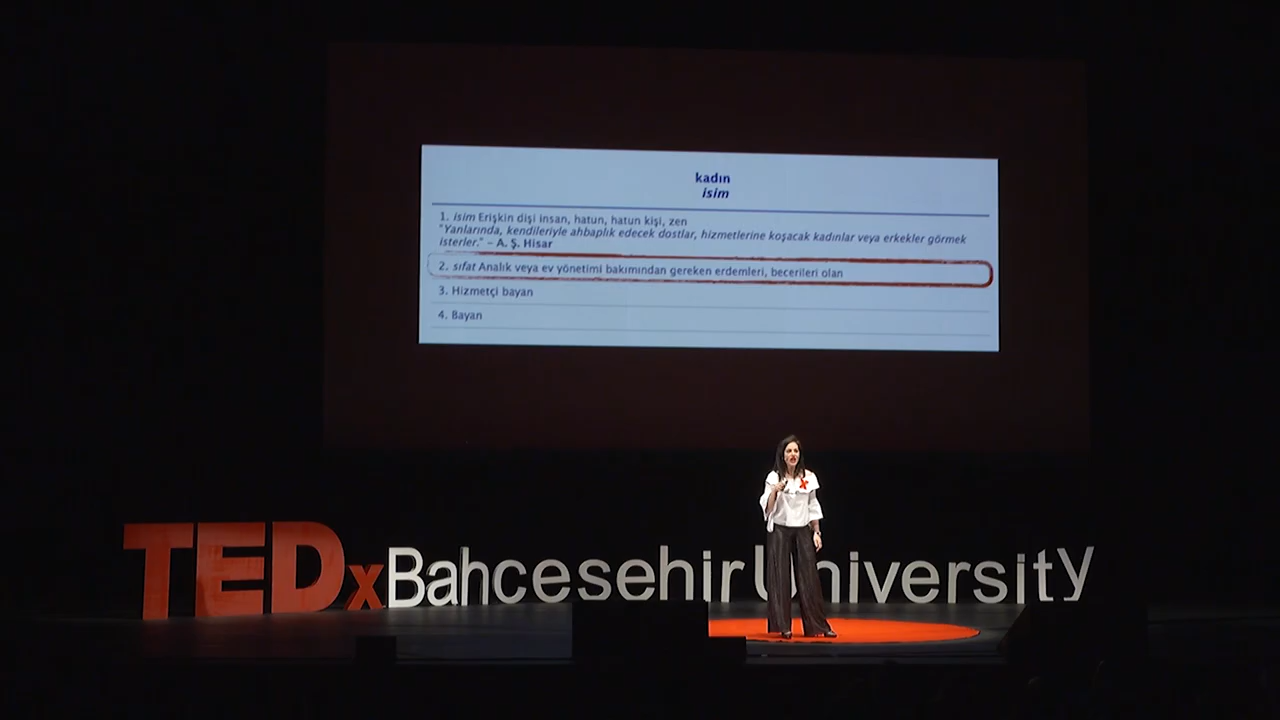 kadın
isim
1. isim Erişkin dişi insan, hatun, hatun kişi, zen
"Yanlarında, kendileriyle ahbaplık edecek dostlar, hizmetlerine koşacak kadınlar veya erkekler görmek
isterler." – A. Ş. Hisar
2. sıfat Analık veya ev yönetimi bakımından gereken erdemleri, becerileri olan
3. Hizmetçi bayan
4. Bayan
TEDxBahcesehir University